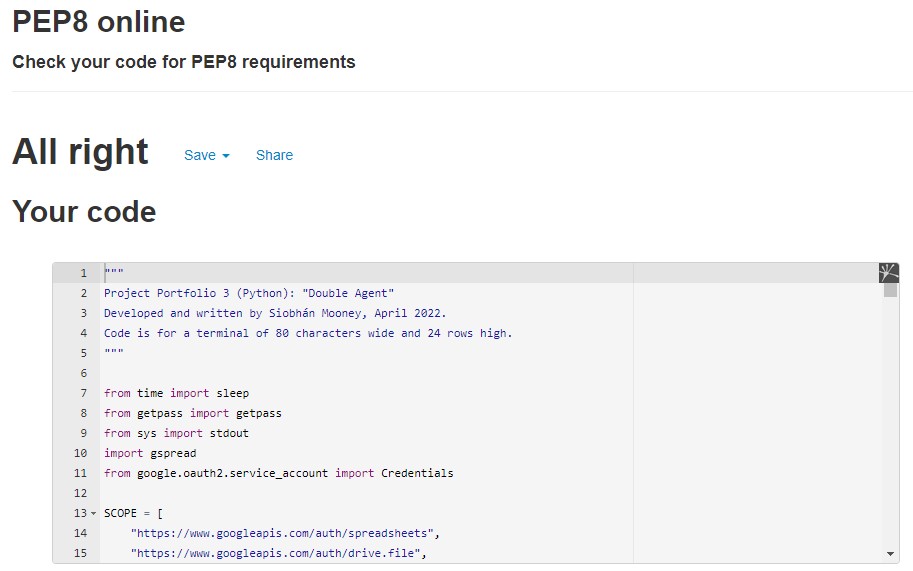 PEP8 online
Check your code for PEP8 requirements
All right Save Share
Your code
1 """
2 Project Portfolio 3 (Python): "Double Agent"
3 Developed and written by Siobhán Mooney, April 2022.
4 Code is for a terminal of 80 characters wide and 24 rows high.
5 """
6
7 from time import sleep
8 from getpass import getpass
9 from sys import stdout
10 import gspread
11 from google.oauth2.service_account import Credentials
12
13 SCOPE = [
14 "https://www.googleapis.com/auth/spreadsheets",
15 "https://www.googleapis.com/auth/drive.file",